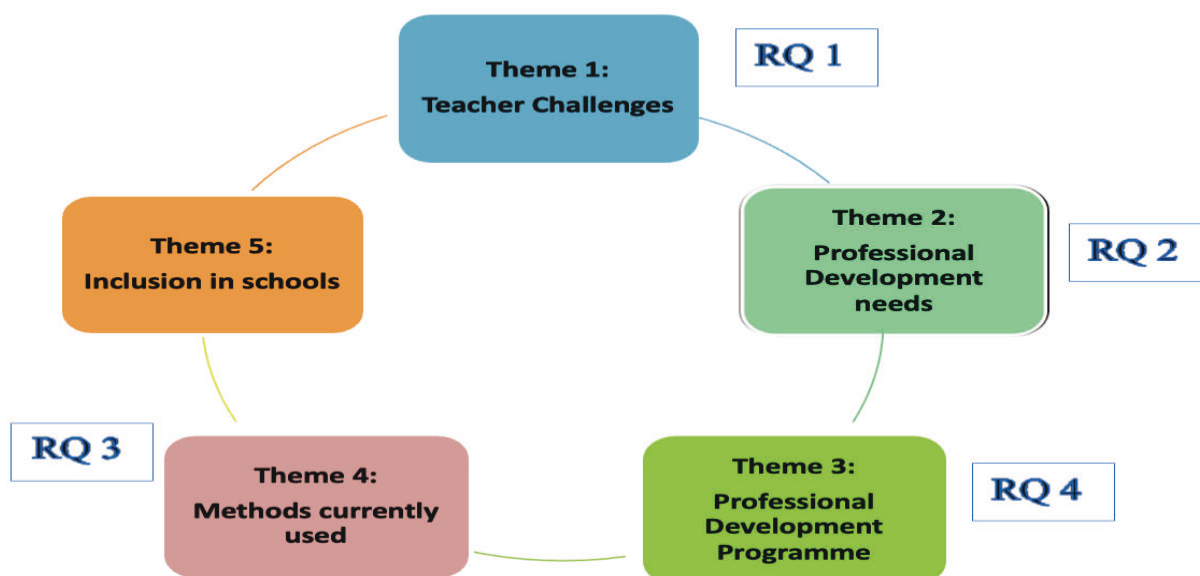 Theme 1:
Teacher Challenges
RQ 1
Theme 2:
Professional
Development
needs
RQ 2
Theme 3:
Professional
Development
Programme
RQ 4
Theme 4:
Methods currently
used
RQ 3
Theme 5:
Inclusion in schools